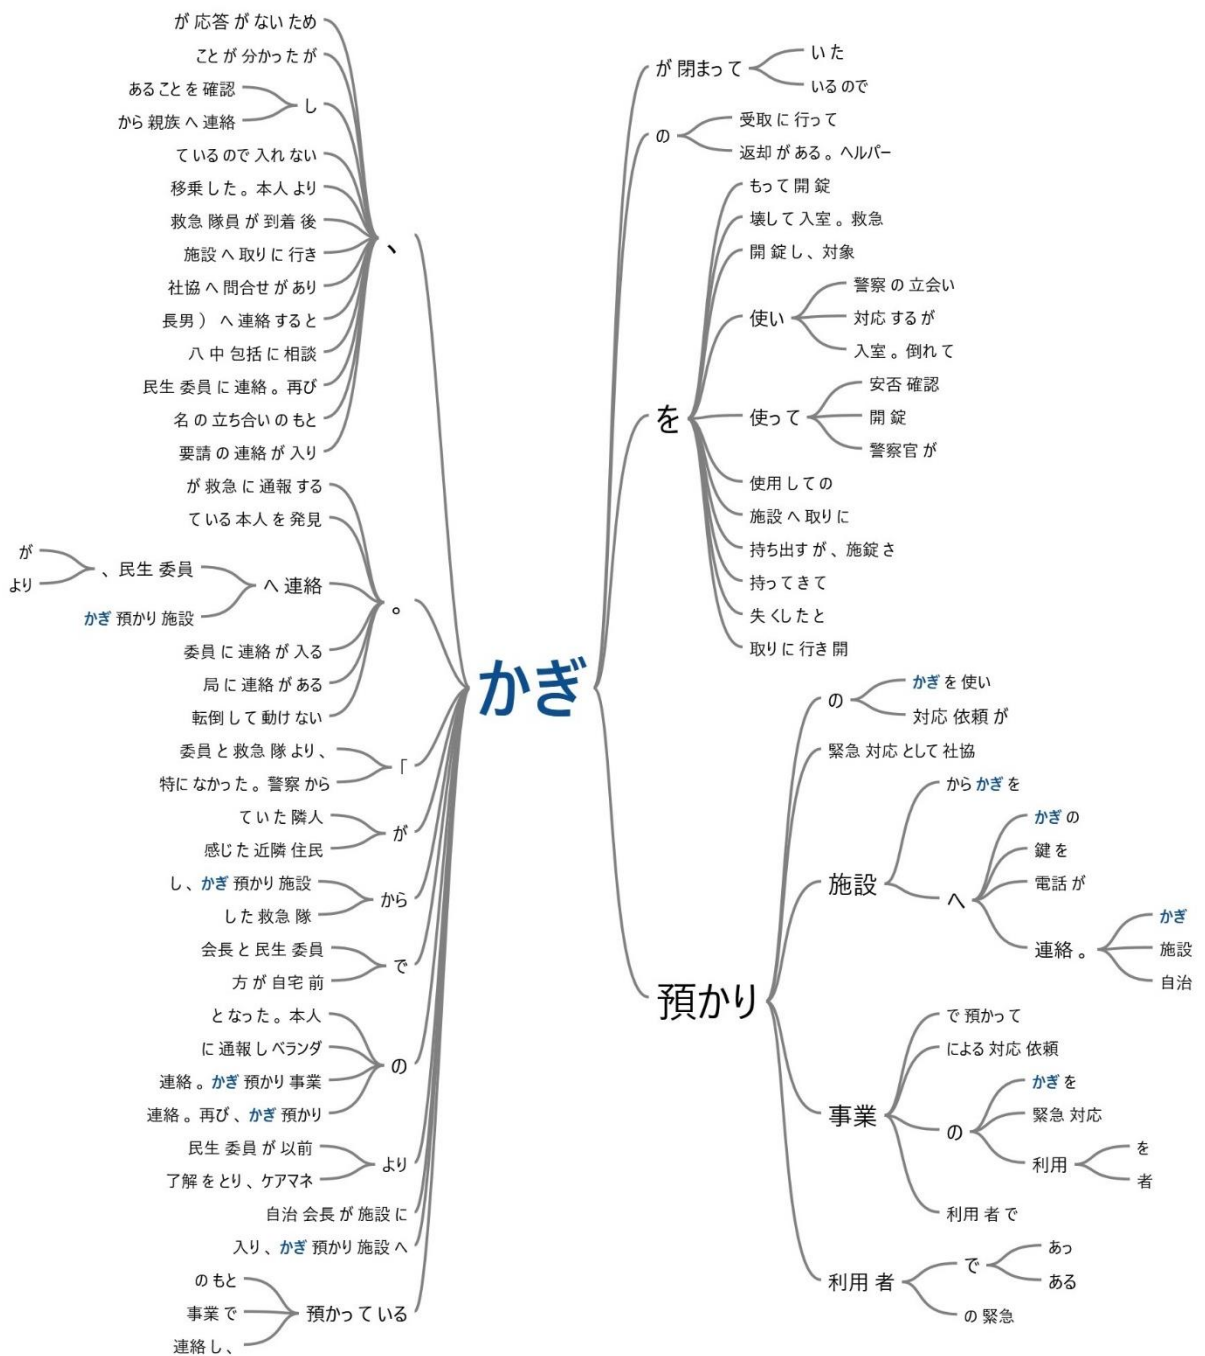 が 応答 が ない ため
こと が 分かった が
ある こと を 確認
から 親族 へ 連絡
し
て いる ので 入れ ない
移乗 した 。 本人 より
救急 隊員 が 到着 後
施設 へ 取り に 行き
社協 へ 問合せ が あり
長男 ） へ 連絡 すると
八 中 包括 に 相談
民生 委員 に 連絡 。 再び
名 の 立ち合い の もと
要請 の 連絡 が 入り
、
が 救急 に 通報 する
て いる 本人 を 発見
が
より
、 民生 委員
かぎ 預かり 施設
へ 連絡
委員 に 連絡 が 入る
局 に 連絡 が ある
転倒 して 動け ない
。
委員 と 救急 隊 より 、
特に なかった 。 警察 から
「
て いた 隣人
感じた 近隣 住民
が
し 、 かぎ 預かり 施設
した 救急 隊
から
会長 と 民生 委員
方 が 自宅 前
で
と なった 。 本人
に 通報 し ベランダ
連絡 。 かぎ 預かり 事業
連絡 。 再び 、 かぎ 預かり
の
民生 委員 が 以前
了解 を とり 、 ケアマネ
より
自治 会長 が 施設 に
入り 、 かぎ 預かり 施設 へ
の もと
事業 で
連絡 し 、
預かって いる
かぎ
が 閉まって
い た
いる ので
の
受取 に 行って
返却 が ある 。 ヘルパー
を
もって 開 錠
壊して 入室 。 救急
開 錠 し 、 対象
使い
警察 の 立会い
対応 するが
入室 。 倒れて
使って
安否 確認
開 錠
警察官 が
使用 しての
施設 へ 取り に
持ち出す が 、 施錠 さ
持ってきて
失くしたと
取り に 行き 開
預かり
の
かぎ を 使い
対応 依頼 が
緊急 対応 として 社協
施設
から かぎ を
へ
かぎ の
鍵 を
電話 が
連絡 。
かぎ
施設
自治
事業
で 預かって
による 対応 依頼
の
かぎ を
緊急 対応
利用
を
者
利用 者 で
利用 者
で
あっ
ある
の 緊急